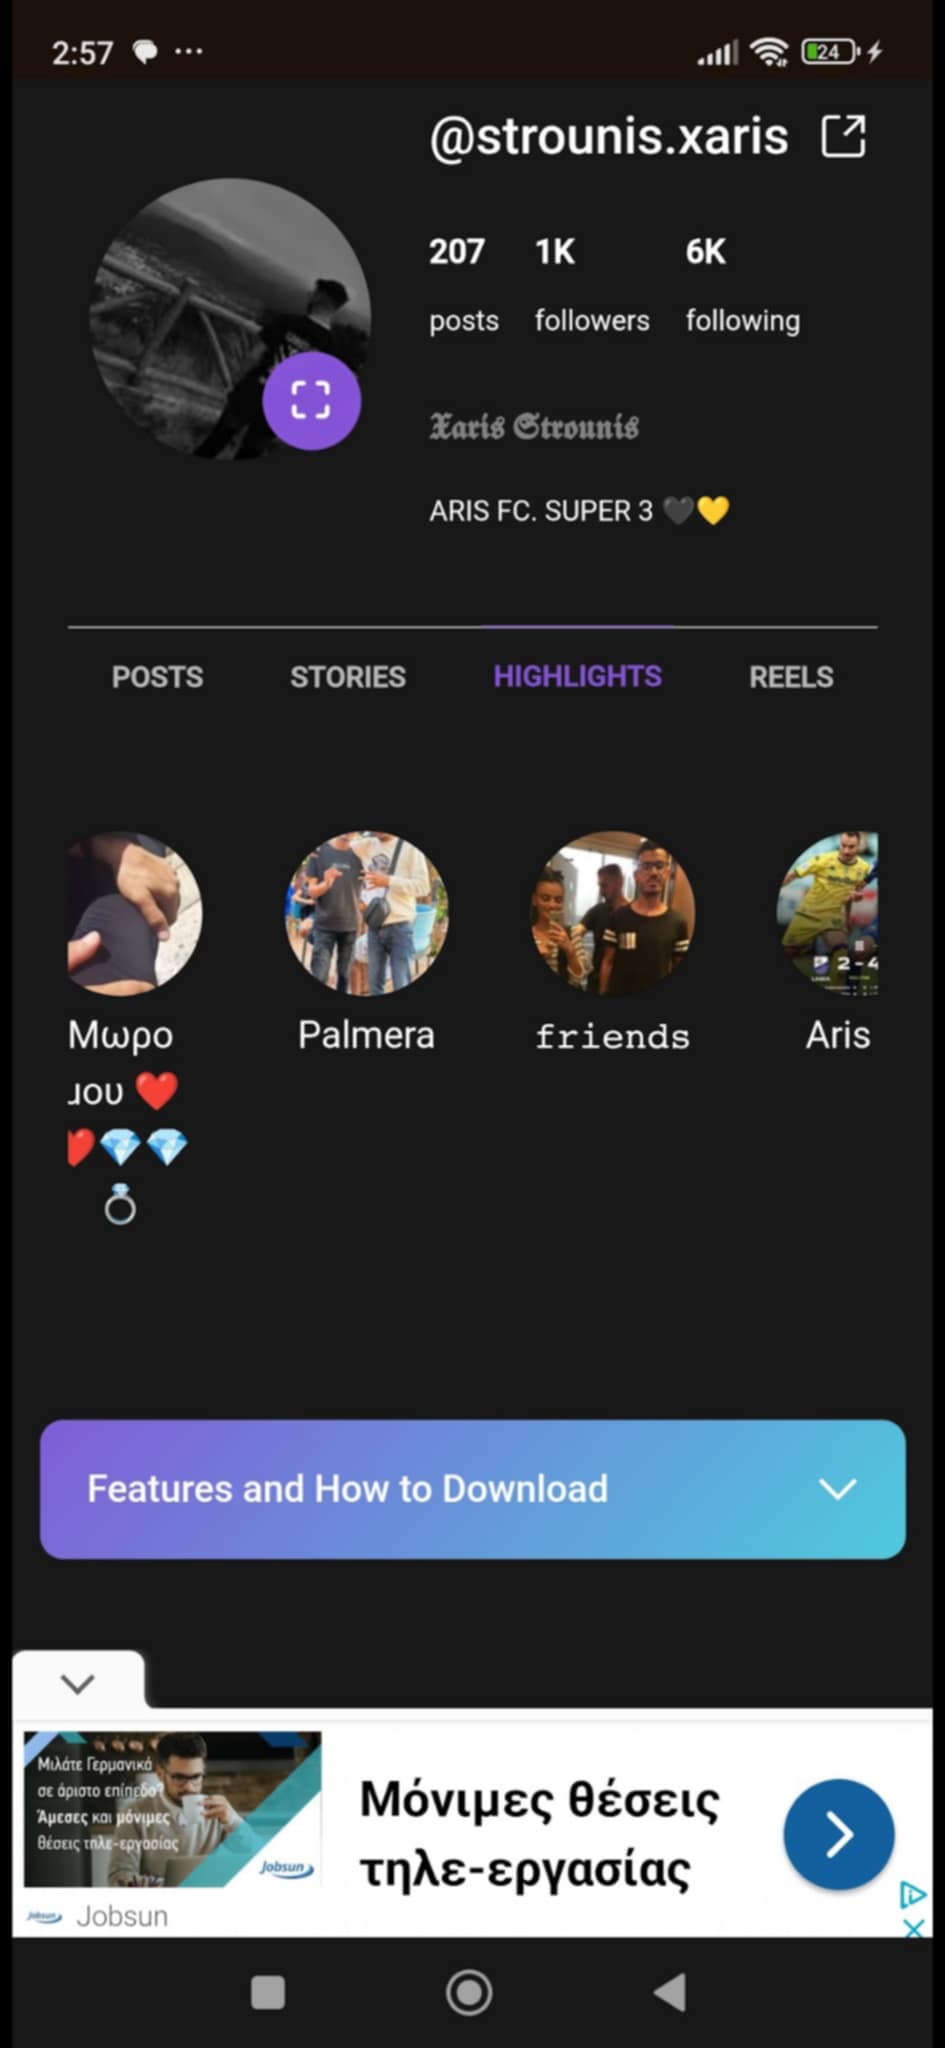 2:57
24
@strounis.xaris
207 1K 6K
posts followers following
𝖃𝖆𝖗𝖎𝖘 𝕾𝖙𝖗𝖔𝖚𝖓𝖎𝖘
ARIS FC. SUPER 3 🖤💛
POSTS STORIES HIGHLIGHTS REELS
2-4
Μωρο Palmera 𝚏𝚛𝚒𝚎𝚗𝚍𝚜 Aris
μου ❤️
❤️💎💎
💍
Features and How to Download
Μιλάτε Γερμανικά
σε άριστο επίπεδο?
Άμεσες και μόνιμες
θέσεις τηλε-εργασίας
Jobsun
Μόνιμες θέσεις
τηλε-εργασίας
Jobsun Jobsun